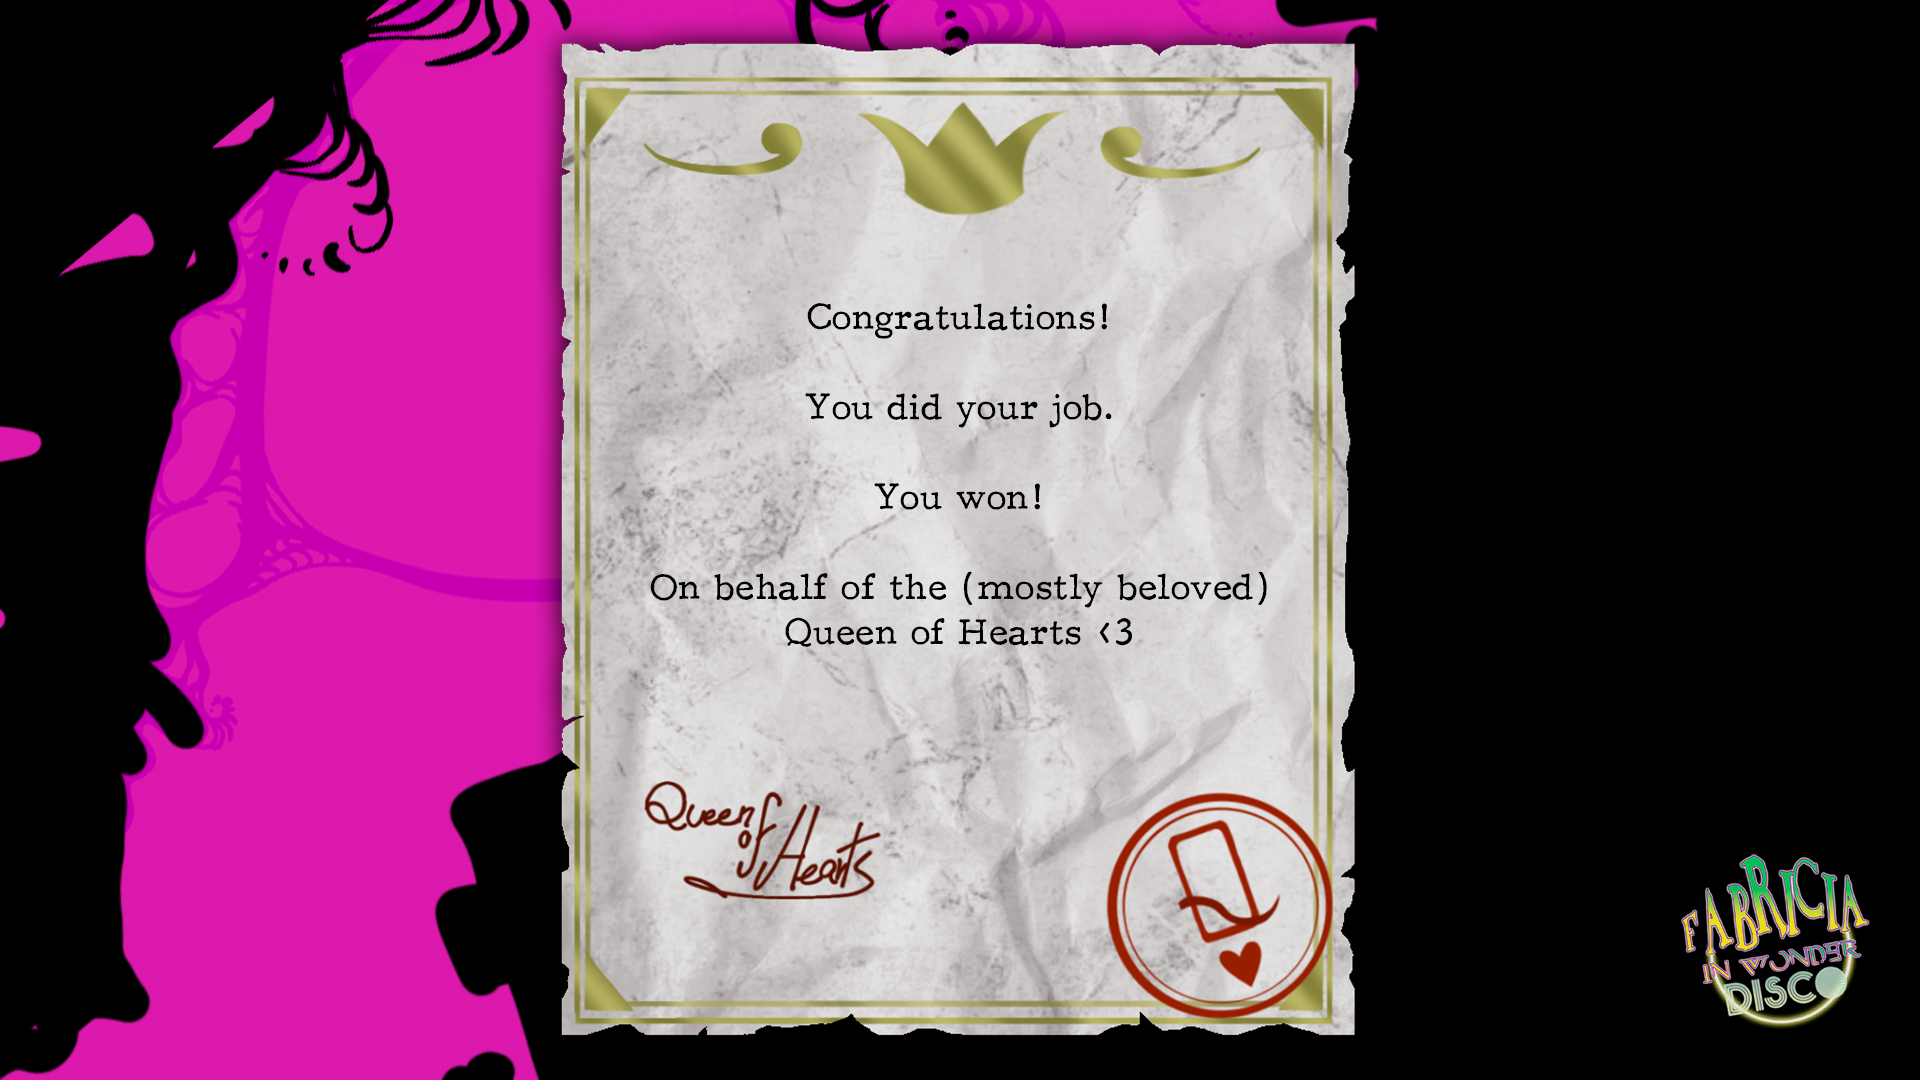 Congratulations!
You did your job.
You won!
On behalf of the (mostly beloved)
Queen of Hearts <3
Queen
of Hearts
FABRICIA
IN WONDER
DISCO